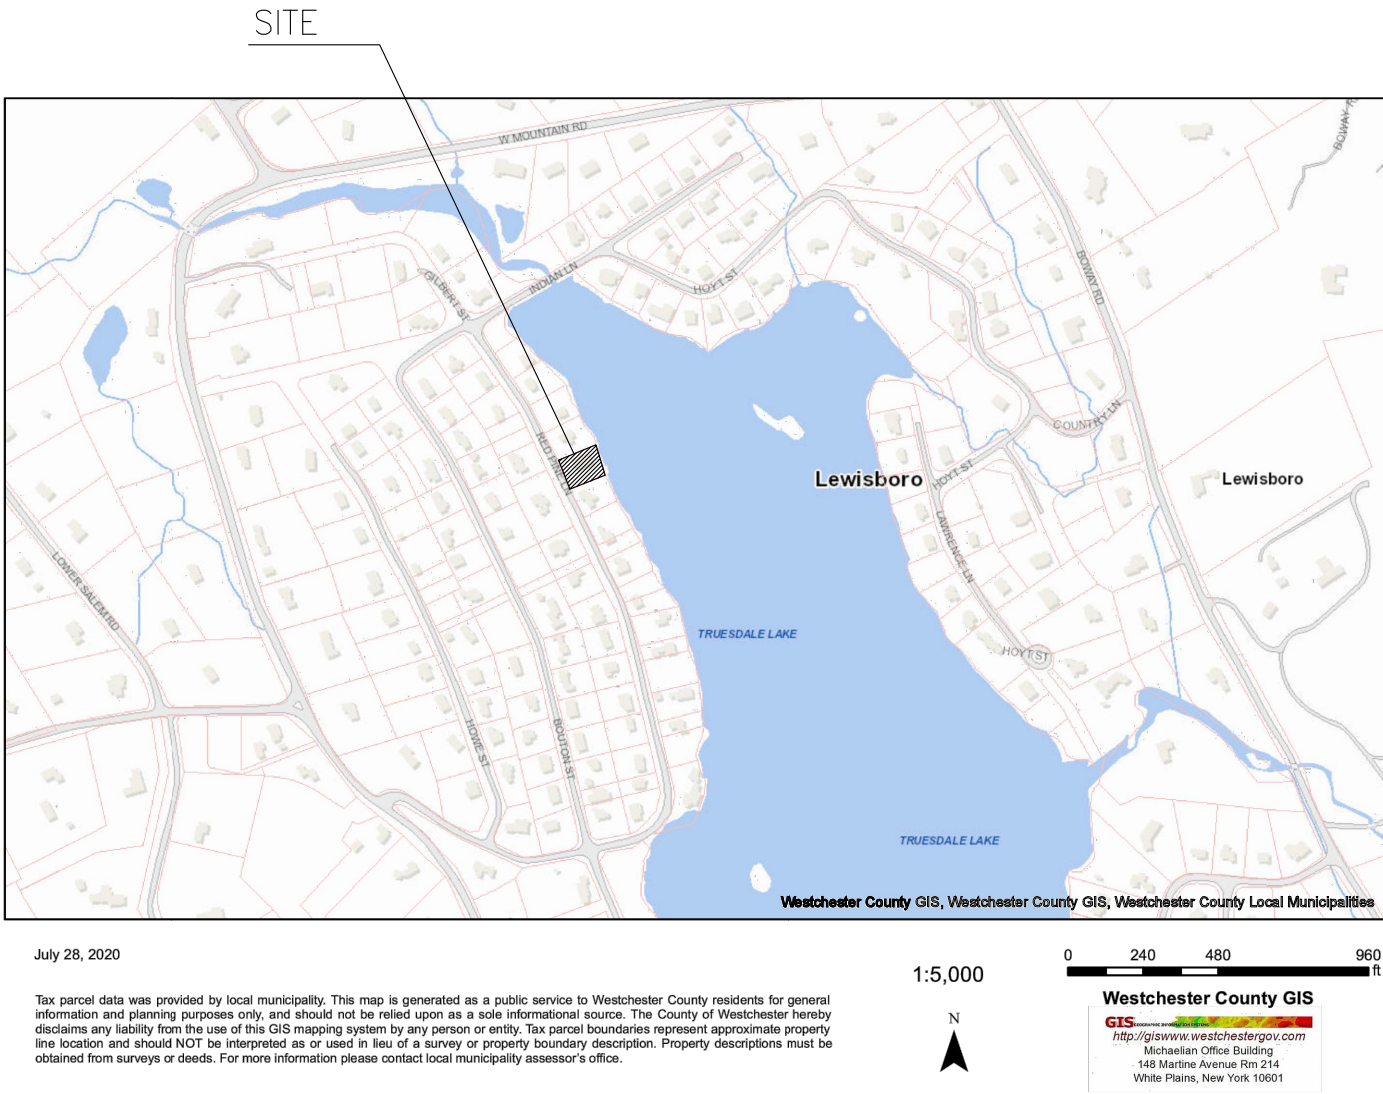 SITE
W MOUNTAIN RD
BOWAY
INDIAN LN
HOYT ST
GILBERT ST
BOWAY RD
COUNTRY LN
RED PINE LN
Lewisboro
HOYT ST
Lewisboro
LAWRENCE LN
LOWER SALEM RD
TRUESDALE LAKE
HOYT ST
HOWE ST
BOUTON ST
TRUESDALE LAKE
Westchester County GIS, Westchester County GIS, Westchester County Local Municipalities
July 28, 2020
1:5,000
0 240 480 960
ft
Tax parcel data was provided by local municipality. This map is generated as a public service to Westchester County residents for general
information and planning purposes only, and should not be relied upon as a sole informational source. The County of Westchester hereby
disclaims any liability from the use of this GIS mapping system by any person or entity. Tax parcel boundaries represent approximate property
line location and should NOT be interpreted as or used in lieu of a survey or property boundary description. Property descriptions must be
obtained from surveys or deeds. For more information please contact local municipality assessor's office.
N
Westchester County GIS
GIS GEOGRAPHIC INFORMATION SYSTEMS
http://giswww.westchestergov.com
Michaelian Office Building
148 Martine Avenue Rm 214
White Plains, New York 10601